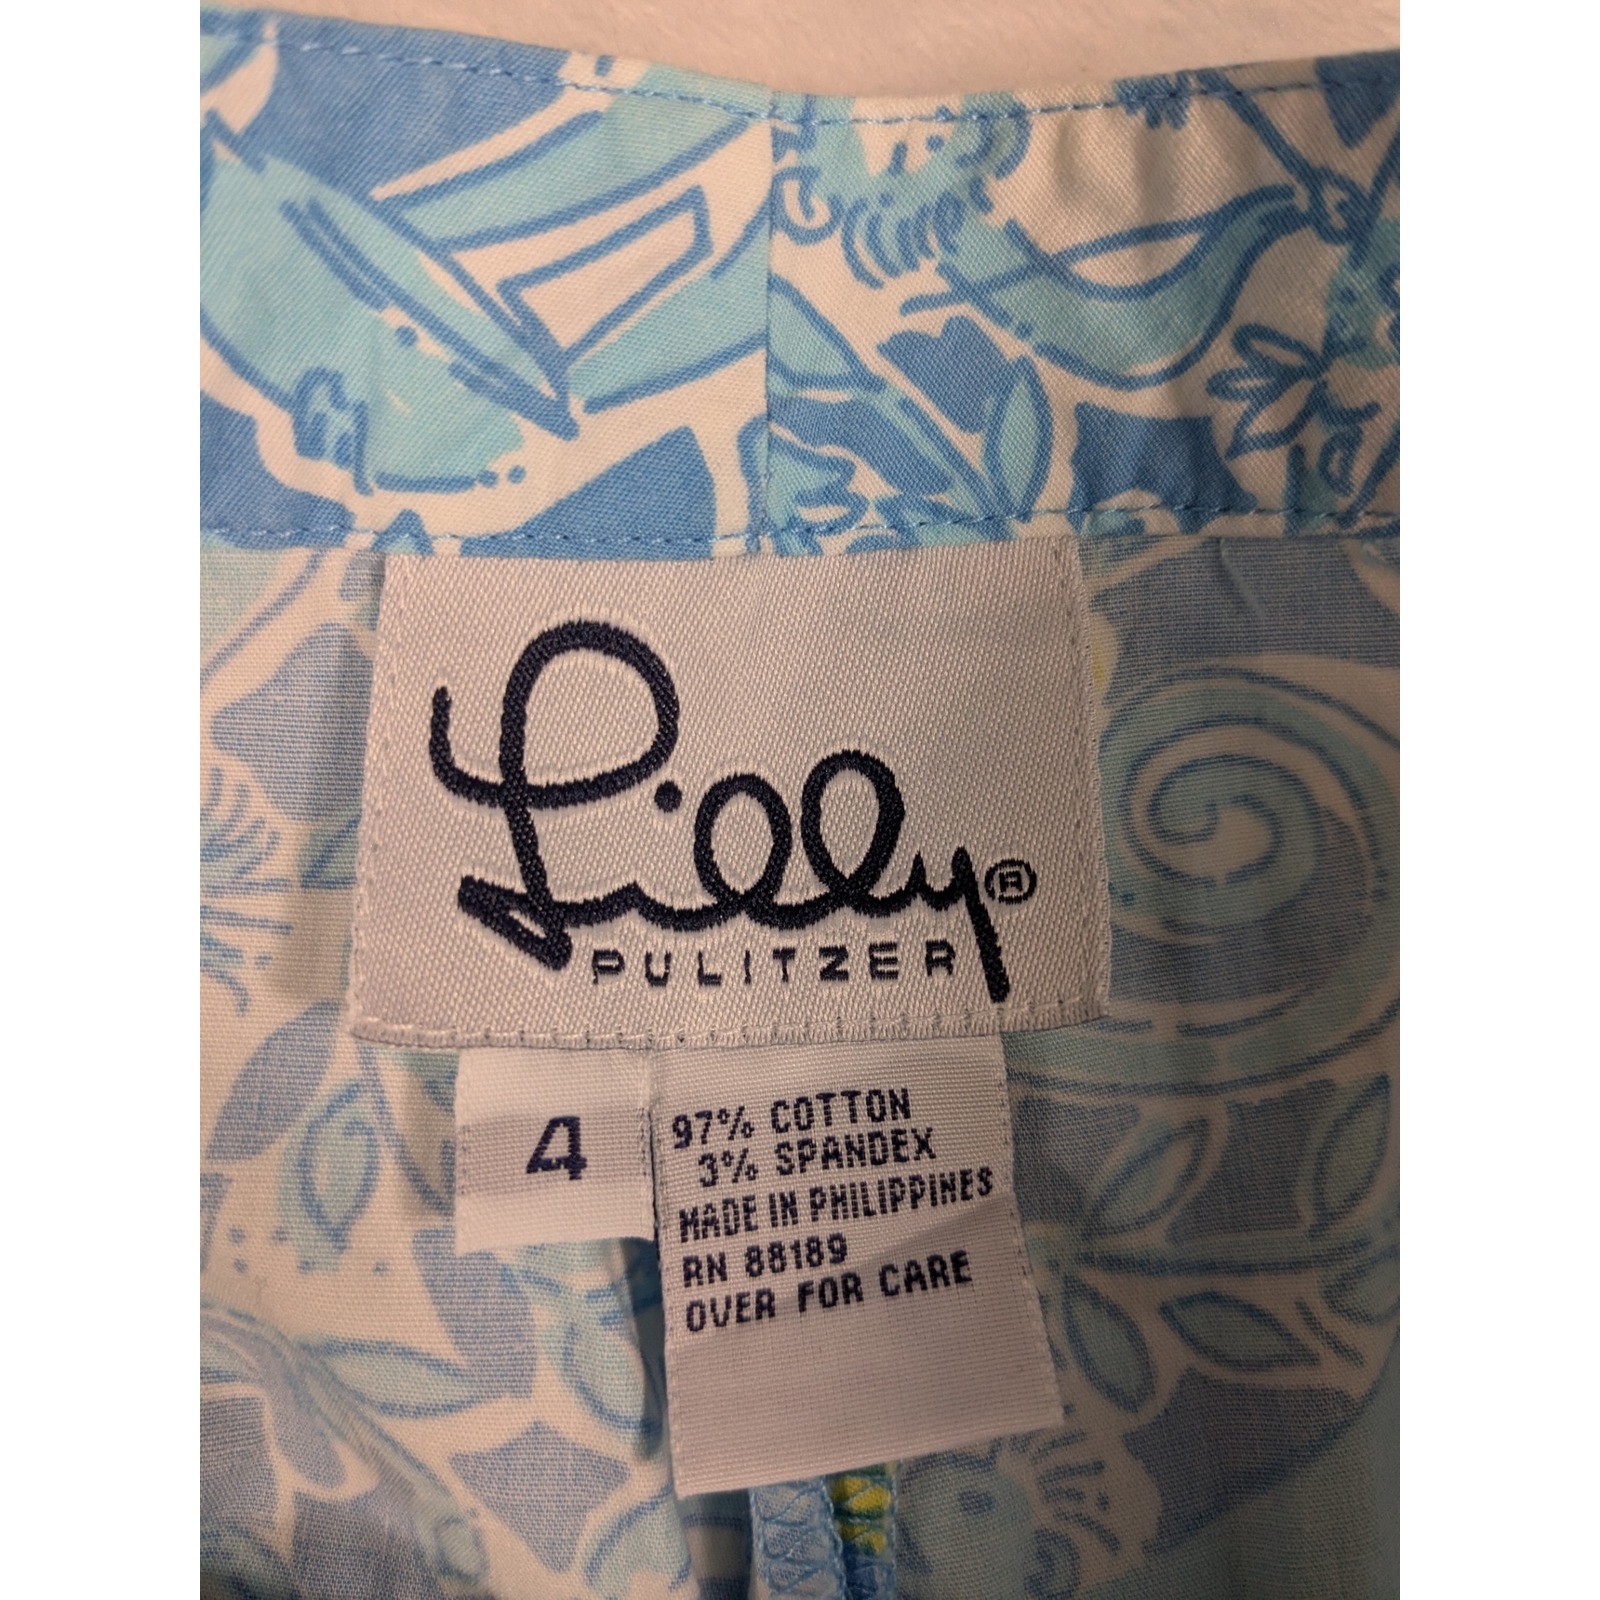 Lilly®
PULITZER
4
97% COTTON
3% SPANDEX
MADE IN PHILIPPINES
RN 88189
OVER FOR CARE